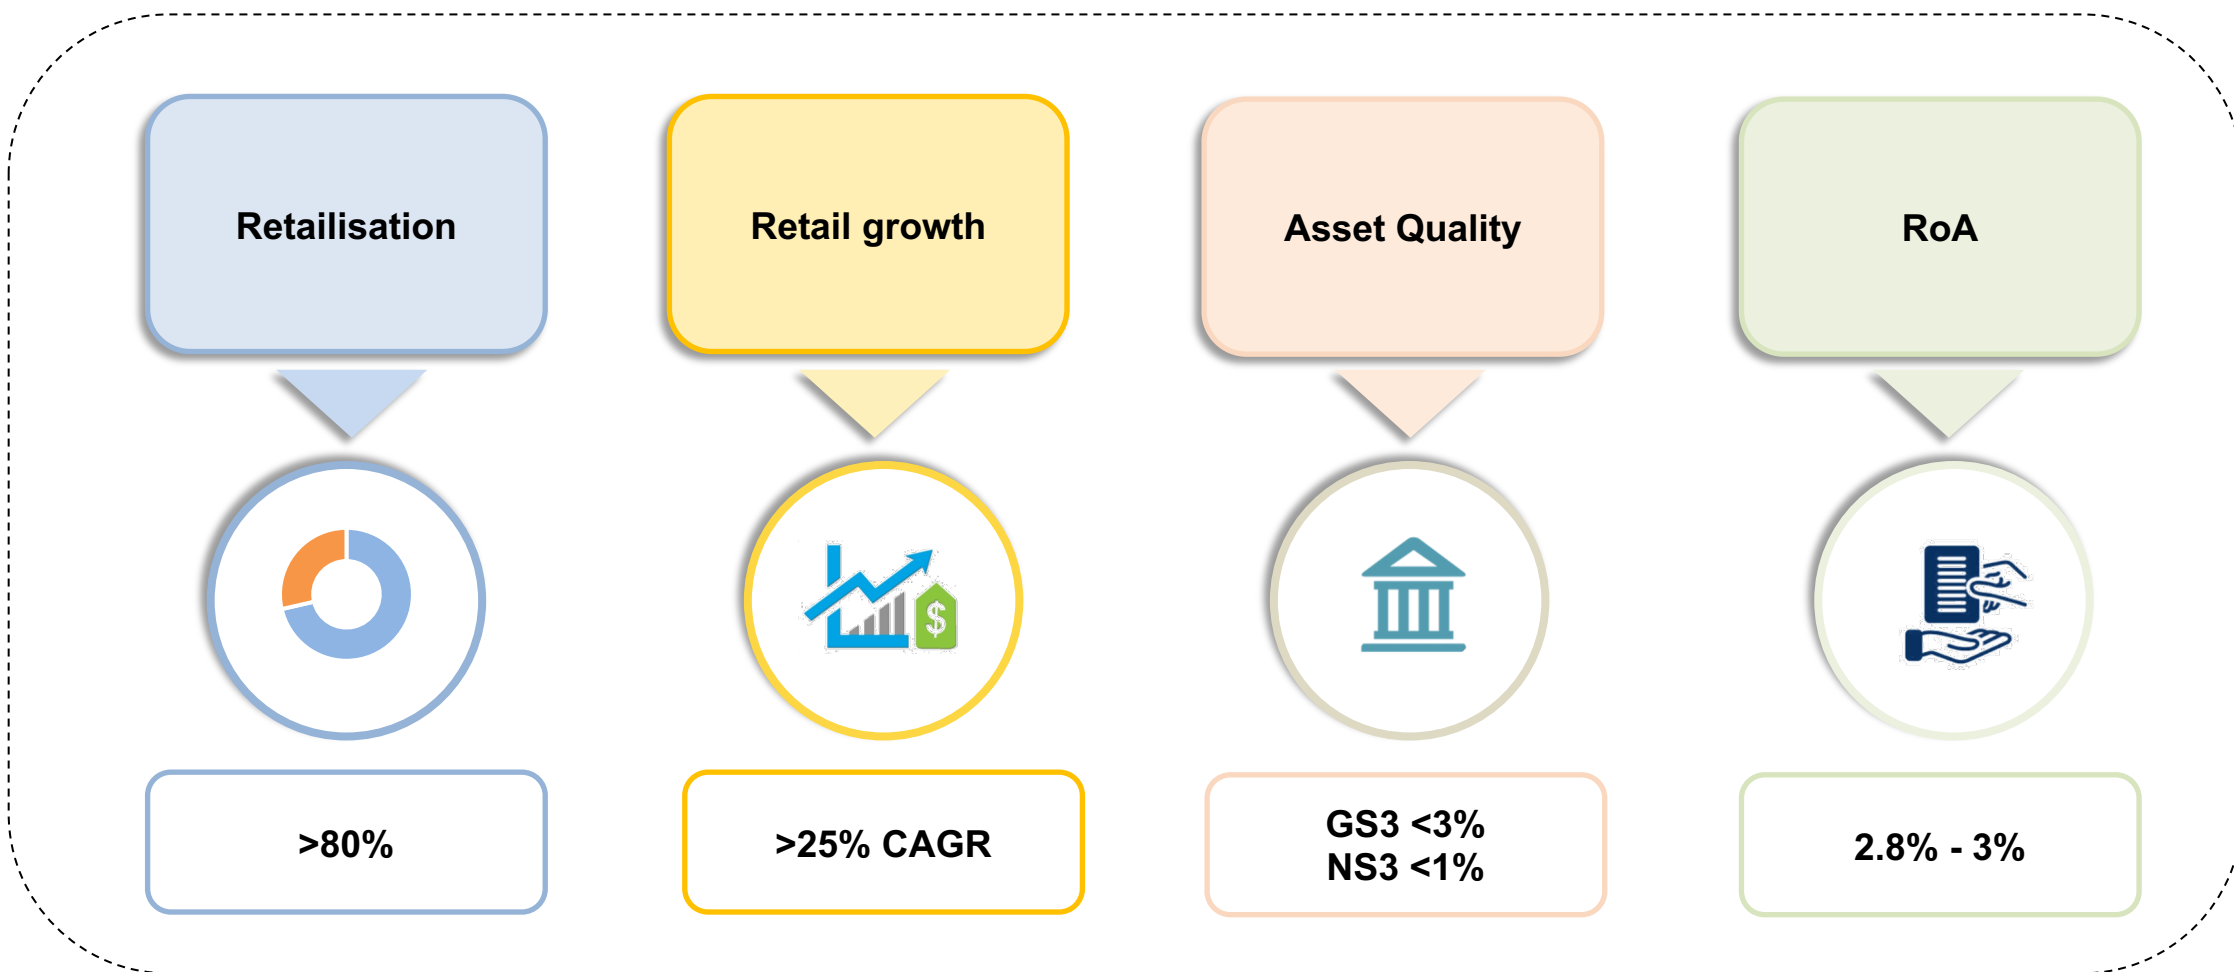 Retailisation
Retail growth
Asset Quality
RoA
$
>80%
>25% CAGR
GS3 <3%
NS3 <1%
2.8% - 3%